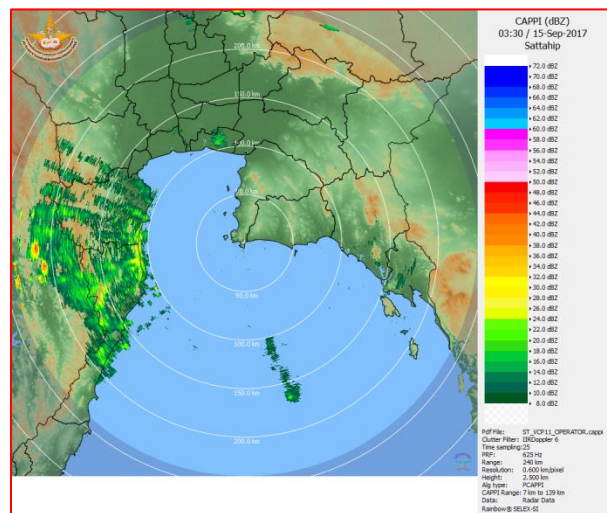 CAPPI (dBZ)
03:30 / 15-Sep-2017
Sattahip
72.0 dBZ
70.0 dBZ
68.0 dBZ
66.0 dBZ
64.0 dBZ
62.0 dBZ
60.0 dBZ
58.0 dBZ
56.0 dBZ
54.0 dBZ
52.0 dBZ
50.0 dBZ
48.0 dBZ
46.0 dBZ
44.0 dBZ
42.0 dBZ
40.0 dBZ
38.0 dBZ
36.0 dBZ
34.0 dBZ
32.0 dBZ
30.0 dBZ
28.0 dBZ
26.0 dBZ
24.0 dBZ
22.0 dBZ
20.0 dBZ
18.0 dBZ
16.0 dBZ
14.0 dBZ
12.0 dBZ
10.0 dBZ
8.0 dBZ
Pdf File: ST_VCP11_OPERATOR.cappi
Clutter Filter: IIRDoppler 6
Time sampling:25
PRF: 625 Hz
Range: 240 km
Resolution: 0.600 km/pixel
Height: 2.500 km
Alg type: PCAPPI
CAPPI Range: 7 km to 139 km
Data: Radar Data
Rainbow® SELEX-SI
200.0 km
150.0 km
100.0 km
50.0 km
50.0 km
100.0 km
150.0 km
200.0 km